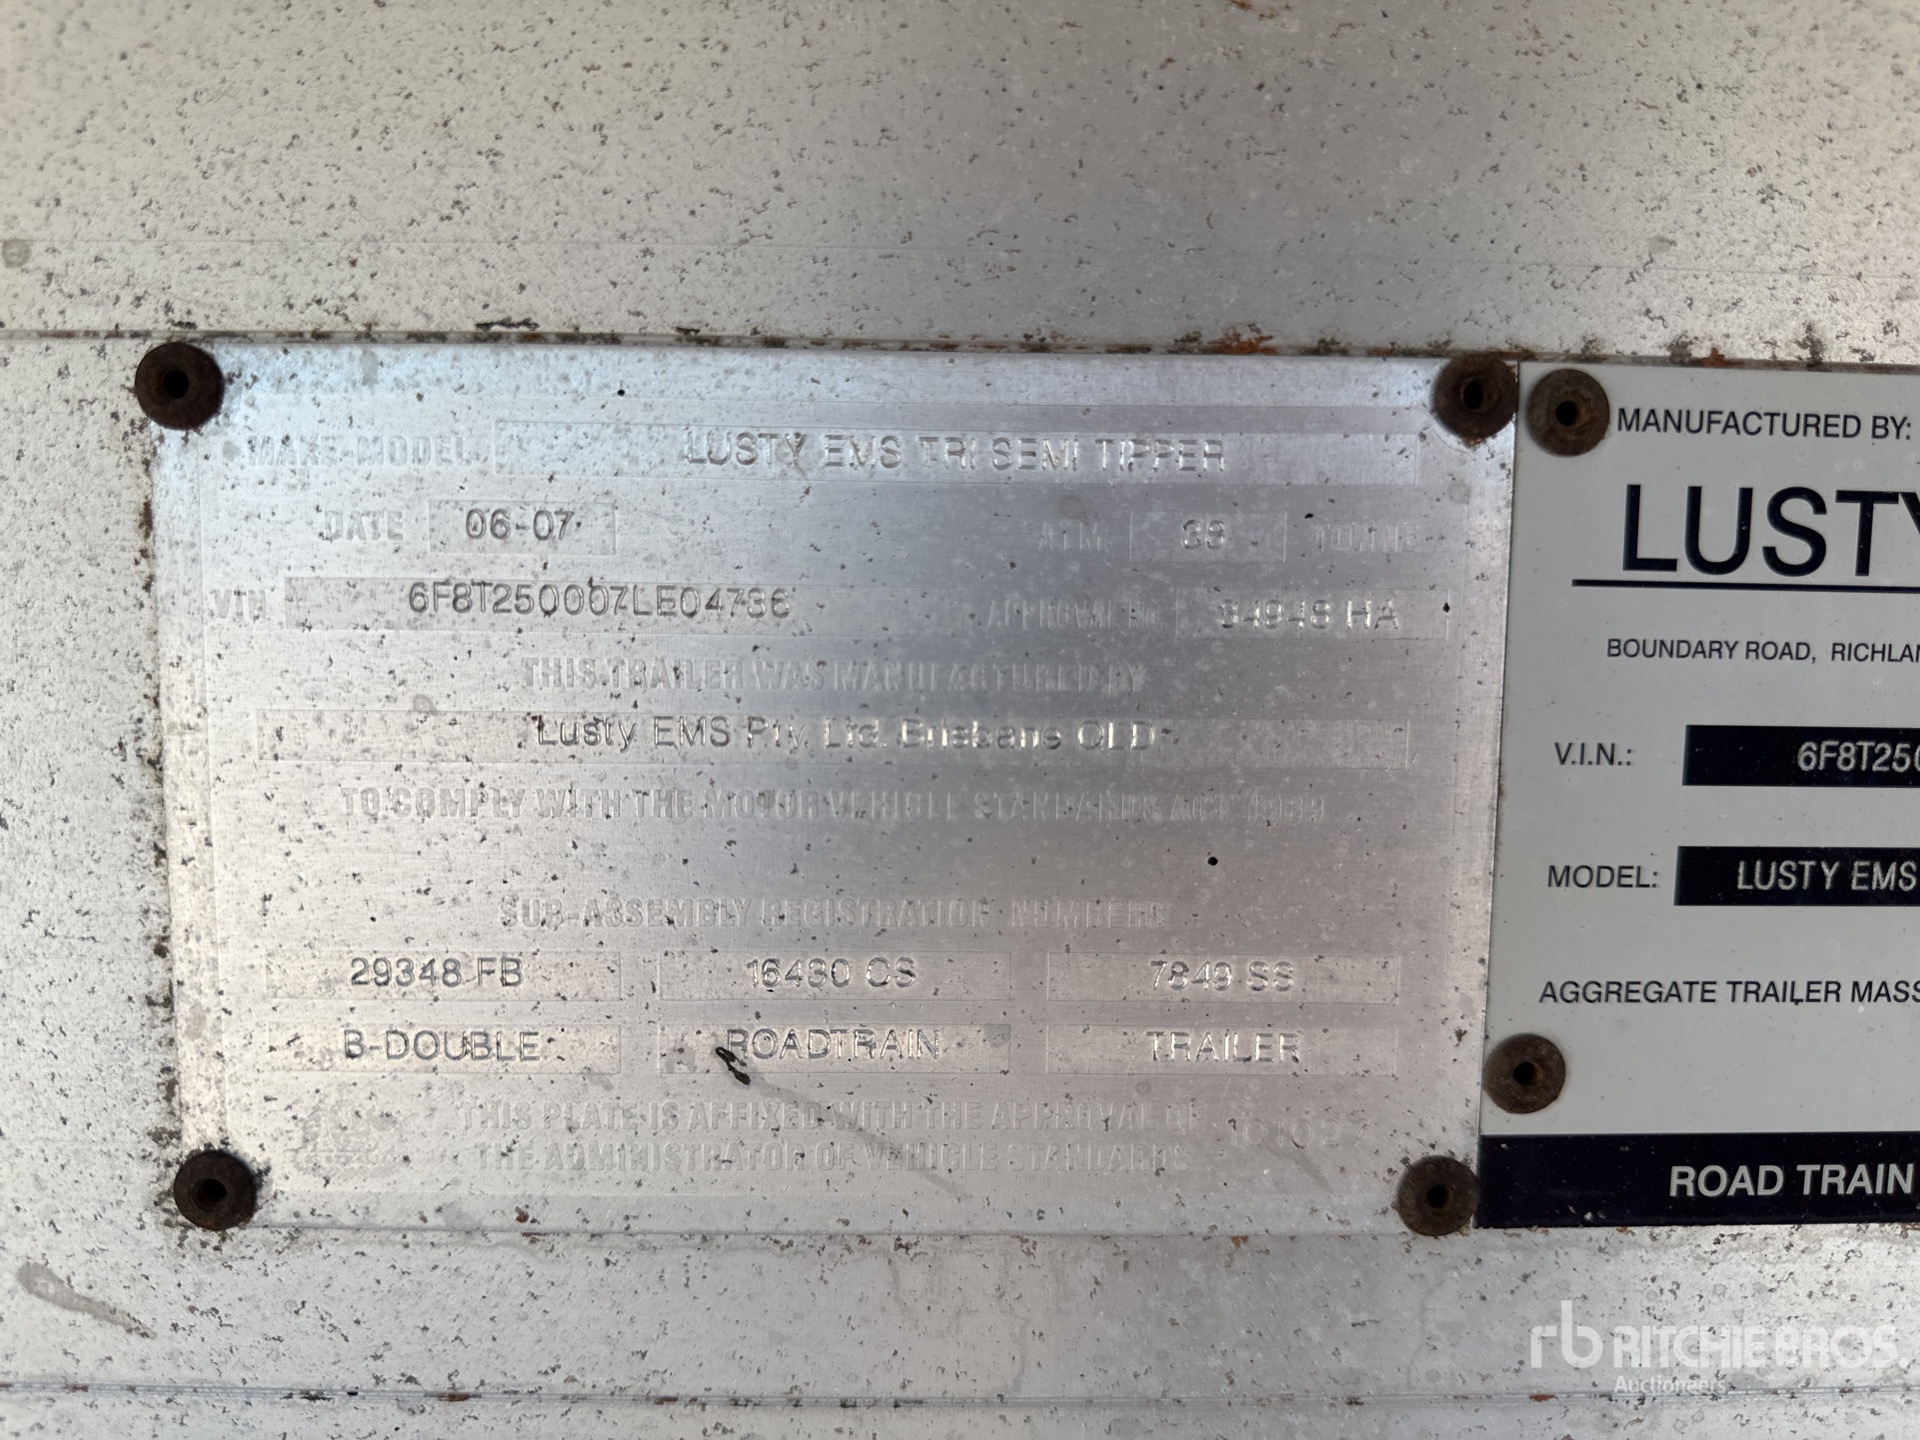 MAKE-MODEL LUSTY EMS TRI SEMI TIPPER
DATE 06-07 ATM TONNE
VIN 6F8T250007LE04736 APPROVAL No. HA
THIS TRAILER WAS MANUFACTURED BY
Lusty EMS Pty. Ltd. Brisbane QLD
TO COMPLY WITH THE MOTOR VEHICLE STANDARDS ACT 1989
SUB-ASSEMBLY REGISTRATION NUMBERS
29348 FB 16430 CS 7849 SS
B-DOUBLE ROADTRAIN TRAILER
THIS PLATE IS AFFIXED WITH THE APPROVAL OF
THE ADMINISTRATOR OF VEHICLE STANDARDS
MANUFACTURED BY:
LUSTY
BOUNDARY ROAD, RICHLAN
V.I.N.: 6F8T250
MODEL: LUSTY EMS
AGGREGATE TRAILER MASS
ROAD TRAIN
rb RITCHIE BROS.
Auctioneers